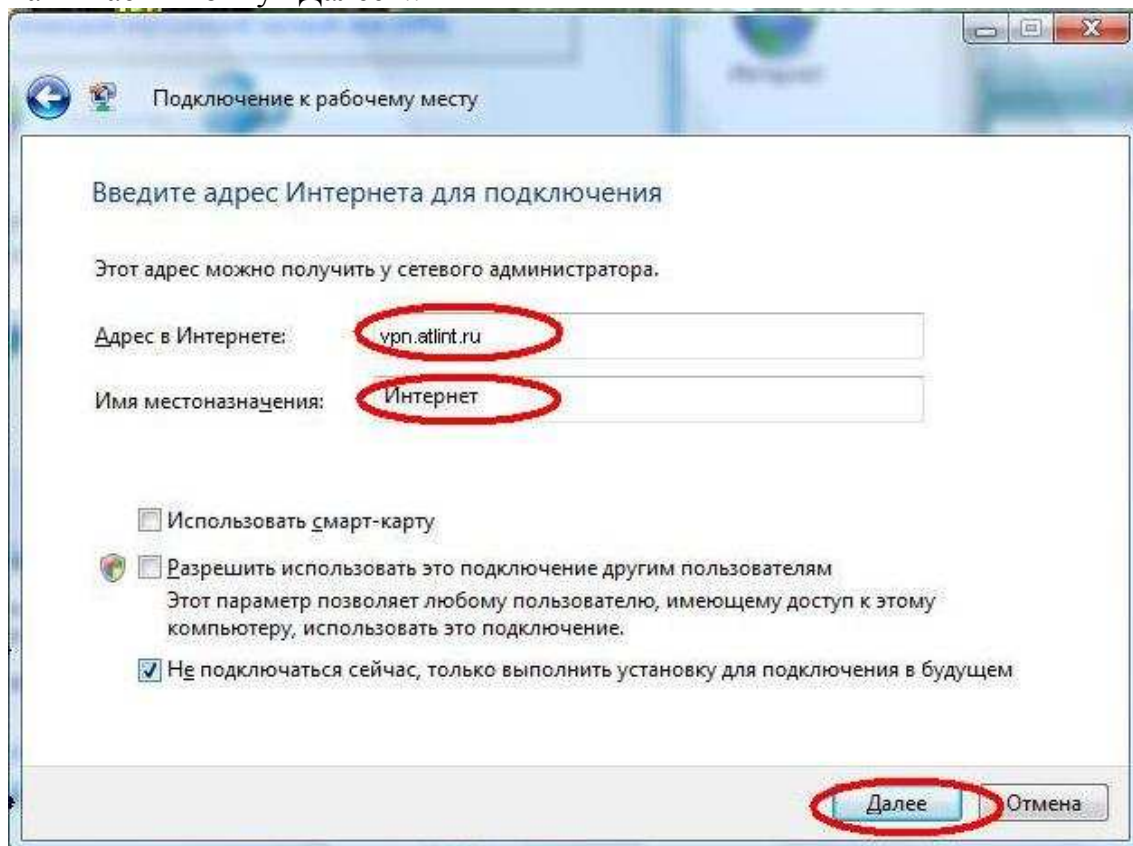 Далее
Подключение к рабочему месту
Введите адрес Интернета для подключения
Этот адрес можно получить у сетевого администратора.
Адрес в Интернете: vpn.atlint.ru
Имя местоназначения: Интернет
Использовать смарт-карту
Разрешить использовать это подключение другим пользователям
Этот параметр позволяет любому пользователю, имеющему доступ к этому
компьютеру, использовать это подключение.
Не подключаться сейчас, только выполнить установку для подключения в будущем
Далее Отмена